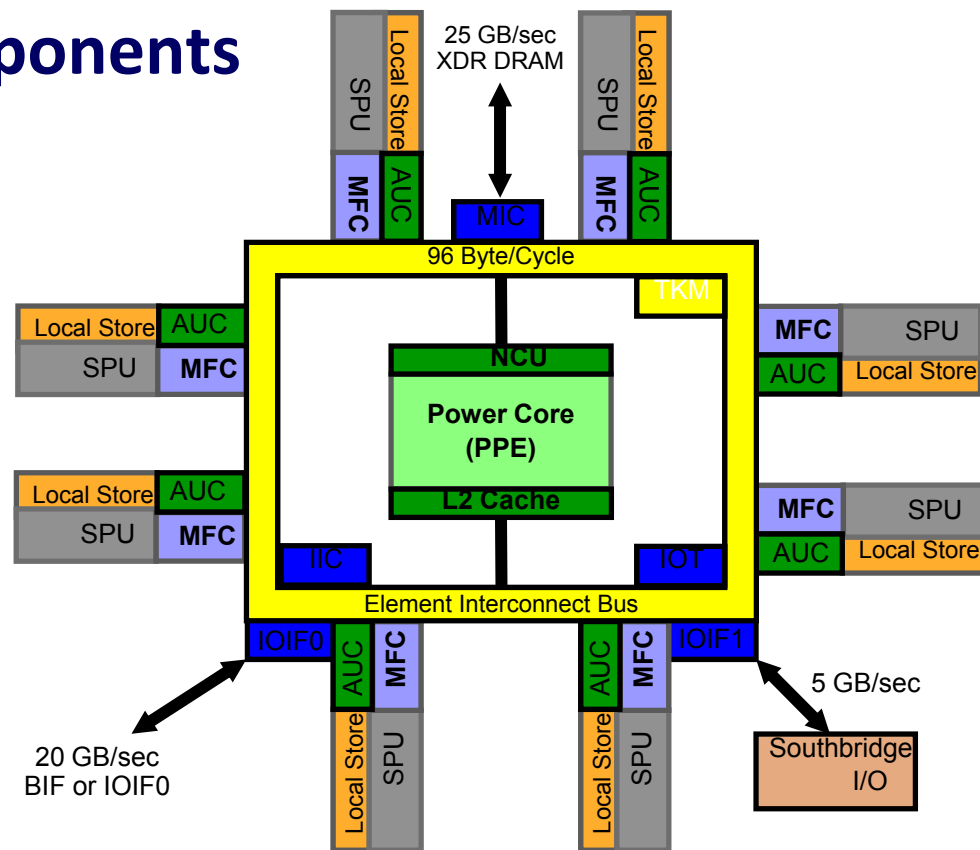 ponents
25 GB/sec
XDR DRAM
SPU
Local Store
MFC
AUC
SPU
Local Store
MFC
AUC
MIC
96 Byte/Cycle
TKM
Local Store
AUC
SPU
MFC
NCU
Power Core
(PPE)
L2 Cache
MFC
SPU
AUC
Local Store
Local Store
AUC
SPU
MFC
MFC
SPU
AUC
Local Store
IIC
IOT
Element Interconnect Bus
IOIF0
AUC
MFC
Local Store
SPU
AUC
MFC
IOIF1
Local Store
SPU
5 GB/sec
20 GB/sec
BIF or IOIF0
Southbridge
I/O